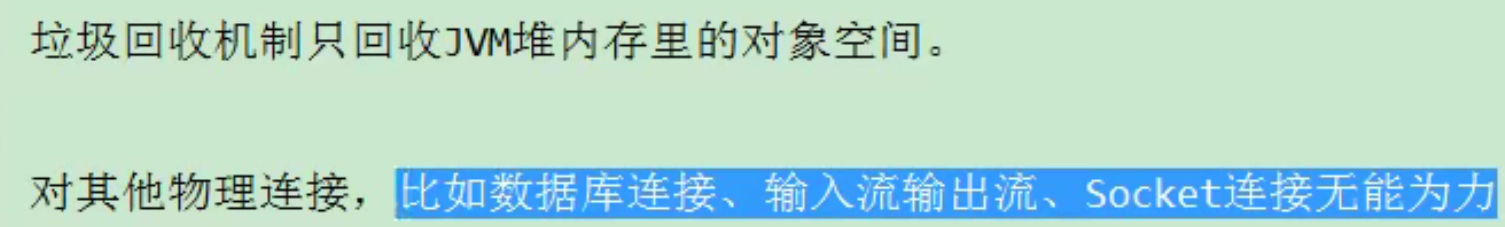 垃圾回收机制只回收JVM堆内存里的对象空间。
对其他物理连接，比如数据库连接、输入流输出流、Socket连接无能为力